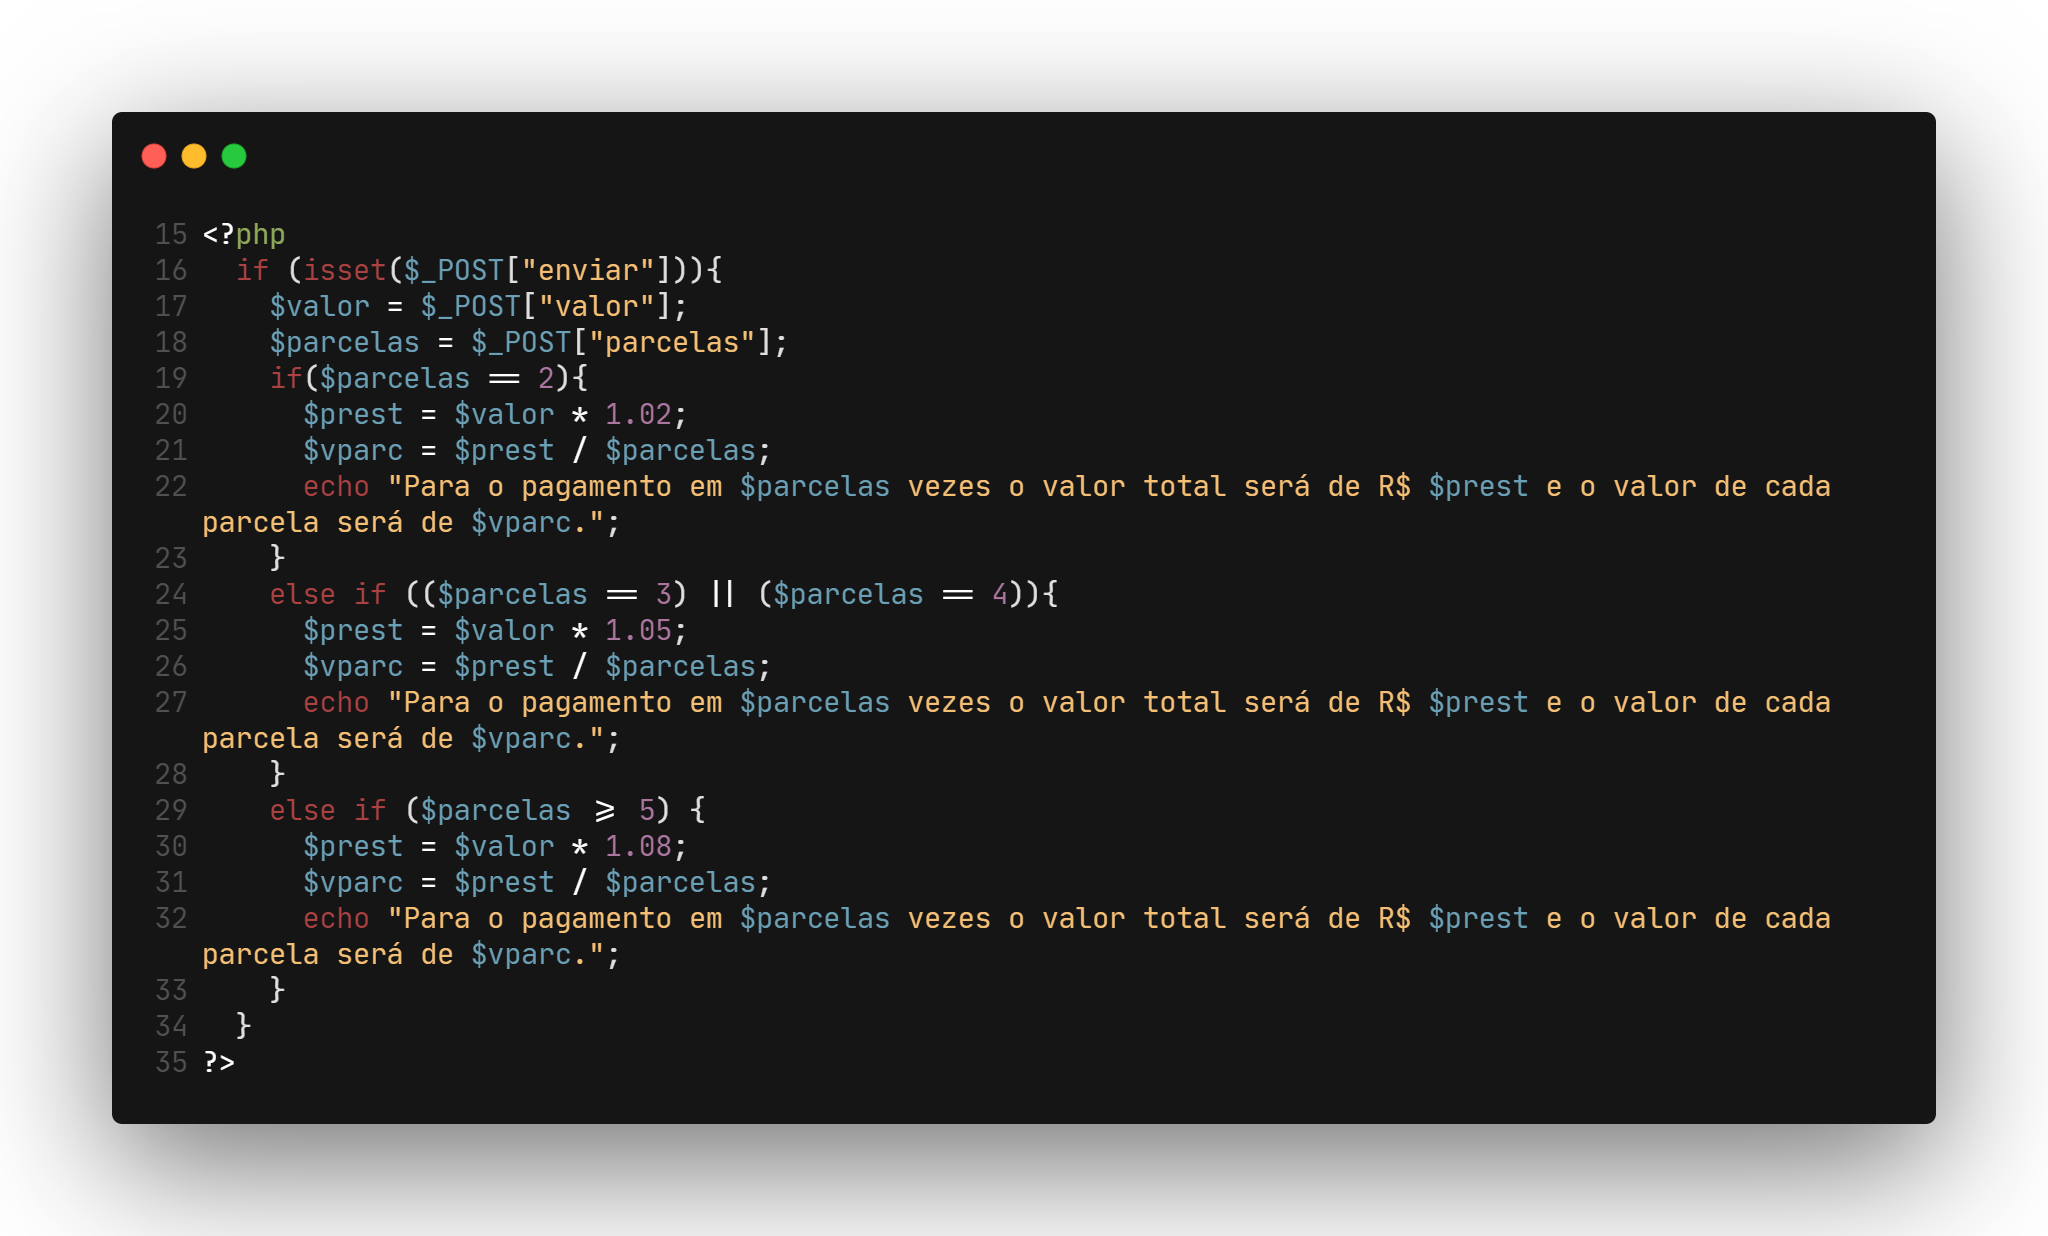 15 <?php
16   if (isset($_POST["enviar"])){
17     $valor = $_POST["valor"];
18     $parcelas = $_POST["parcelas"];
19     if($parcelas == 2){
20       $prest = $valor * 1.02;
21       $vparc = $prest / $parcelas;
22       echo "Para o pagamento em $parcelas vezes o valor total será de R$ $prest e o valor de cada
parcela será de $vparc.";
23     }
24     else if (($parcelas == 3) || ($parcelas == 4)){
25       $prest = $valor * 1.05;
26       $vparc = $prest / $parcelas;
27       echo "Para o pagamento em $parcelas vezes o valor total será de R$ $prest e o valor de cada
parcela será de $vparc.";
28     }
29     else if ($parcelas >= 5) {
30       $prest = $valor * 1.08;
31       $vparc = $prest / $parcelas;
32       echo "Para o pagamento em $parcelas vezes o valor total será de R$ $prest e o valor de cada
parcela será de $vparc.";
33     }
34   }
35 ?>